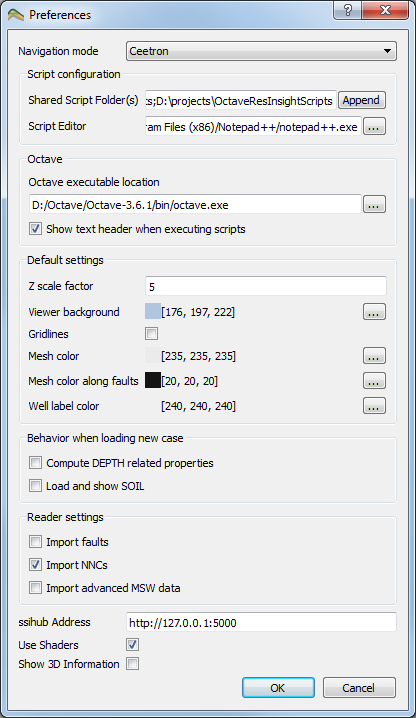 Preferences
Navigation mode Ceetron
Script configuration
Shared Script Folder(s) ts;D:\projects\OctaveResInsightScripts Append
Script Editor ram Files (x86)/Notepad++/notepad++.exe ...
Octave
Octave executable location
D:/Octave/Octave-3.6.1/bin/octave.exe ...
Show text header when executing scripts
Default settings
Z scale factor 5
Viewer background [176, 197, 222] ...
Gridlines
Mesh color [235, 235, 235] ...
Mesh color along faults [20, 20, 20] ...
Well label color [240, 240, 240] ...
Behavior when loading new case
Compute DEPTH related properties
Load and show SOIL
Reader settings
Import faults
Import NNCs
Import advanced MSW data
ssihub Address http://127.0.0.1:5000
Use Shaders
Show 3D Information
OK Cancel